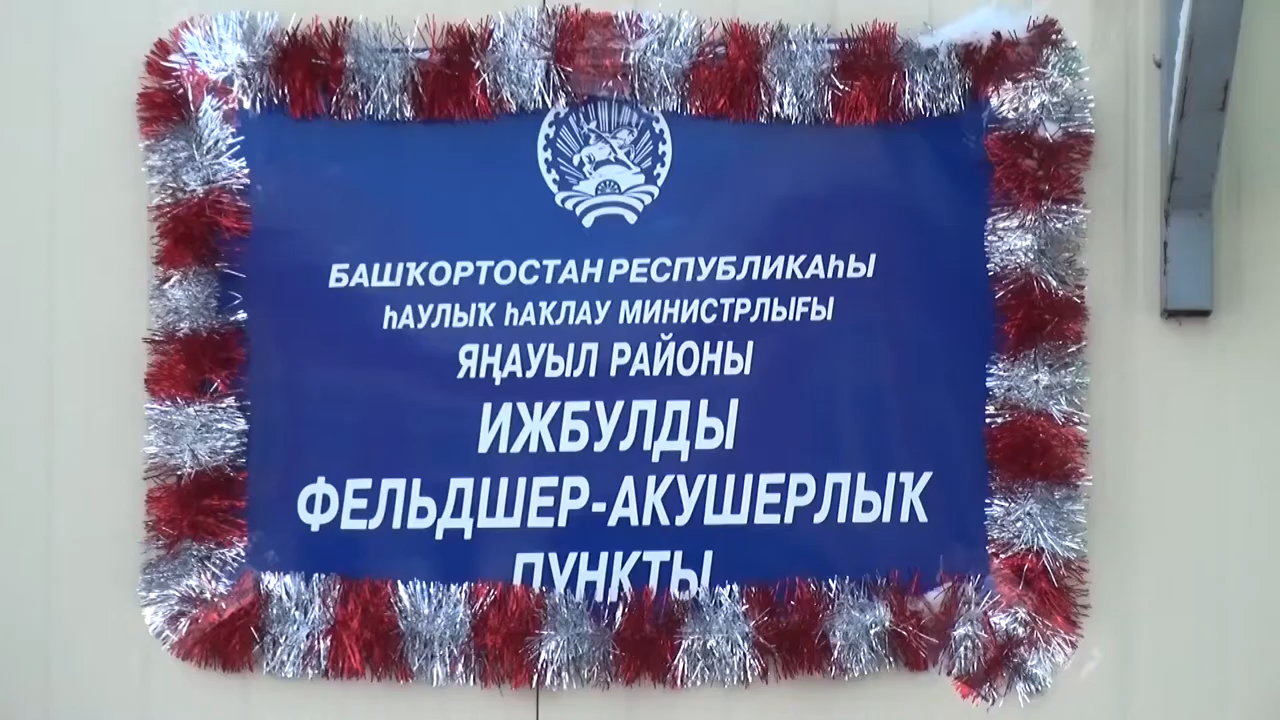 БАШҠОРТОСТАН РЕСПУБЛИКАҺЫ
ҺАУЛЫҠ ҺАҠЛАУ МИНИСТРЛЫҒЫ
ЯҢАУЫЛ РАЙОНЫ
ИЖБУЛДЫ
ФЕЛЬДШЕР-АКУШЕРЛЫҠ
ПУНКТЫ